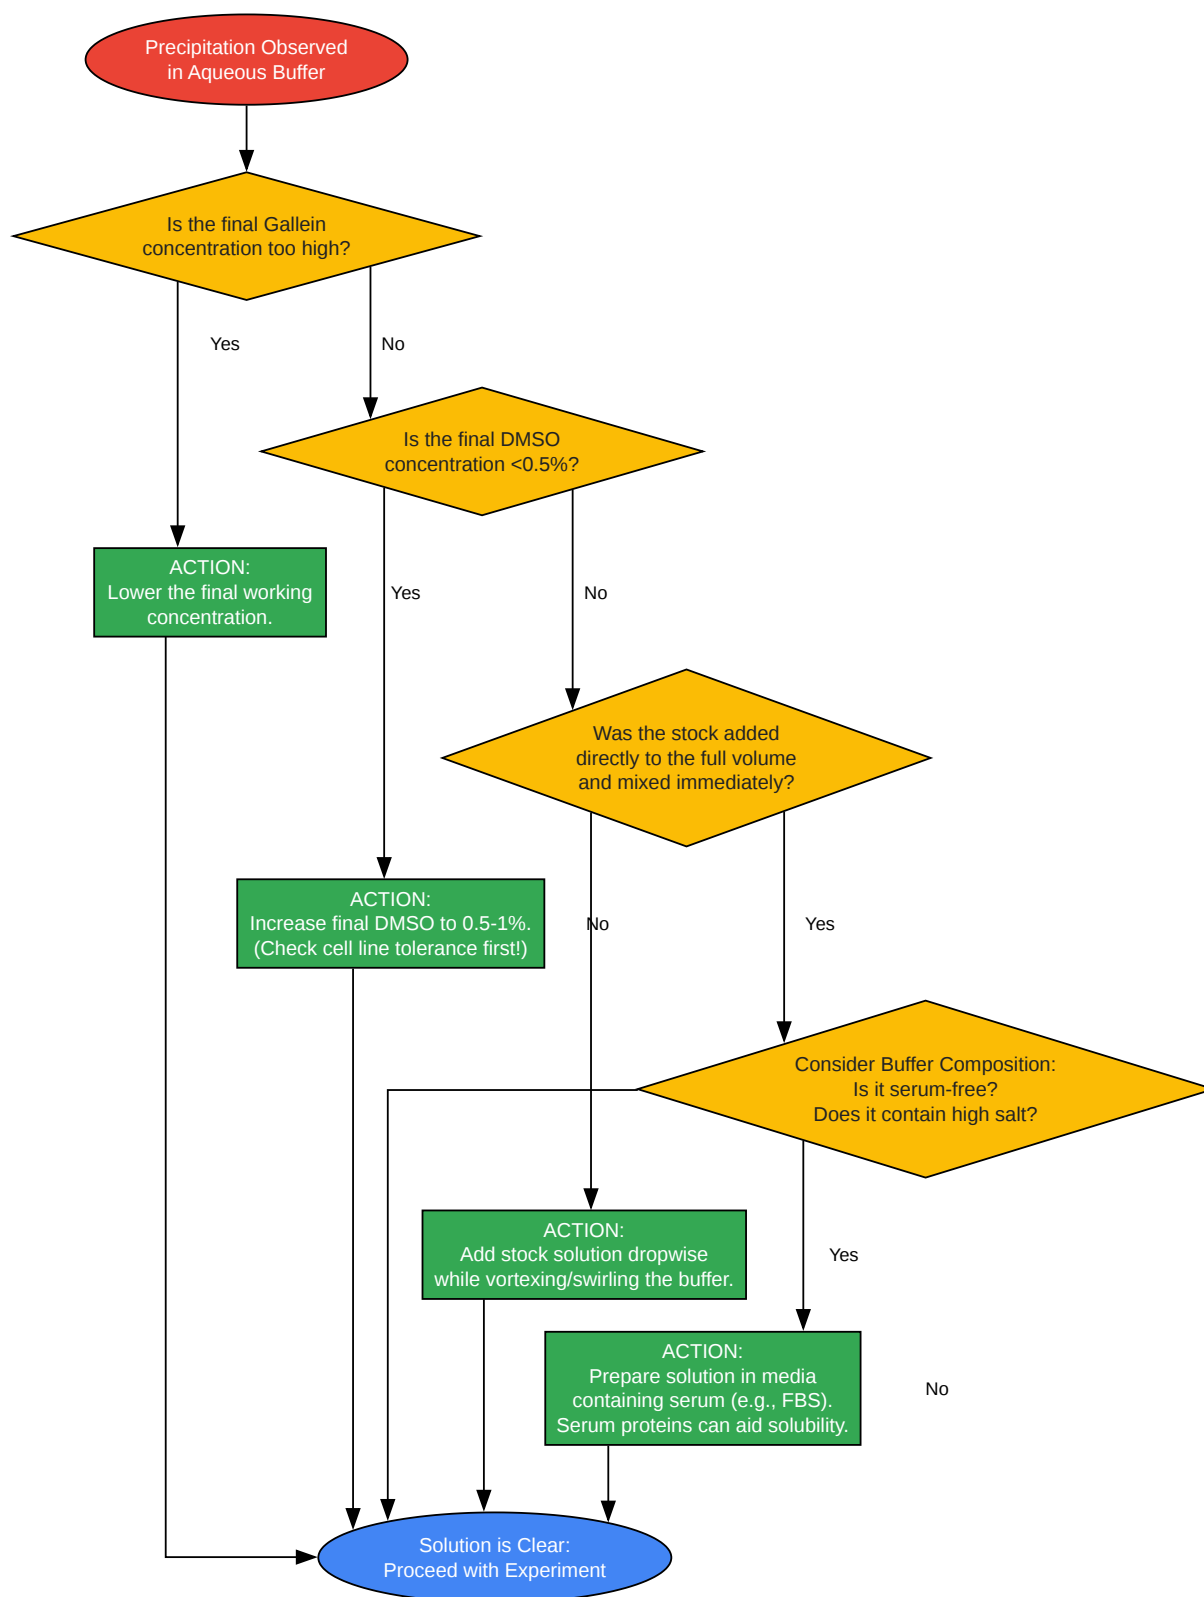 Precipitation Observed
in Aqueous Buffer
Is the final Gallein
concentration too high?
Yes
No
Is the final DMSO
concentration <0.5%?
ACTION:
Lower the final working
concentration.
Yes
No
Was the stock added
directly to the full volume
and mixed immediately?
ACTION:
Increase final DMSO to 0.5-1%.
(Check cell line tolerance first!)
No
Yes
Consider Buffer Composition:
Is it serum-free?
Does it contain high salt?
ACTION:
Add stock solution dropwise
while vortexing/swirling the buffer.
Yes
ACTION:
Prepare solution in media
containing serum (e.g., FBS).
Serum proteins can aid solubility.
No
Solution is Clear:
Proceed with Experiment